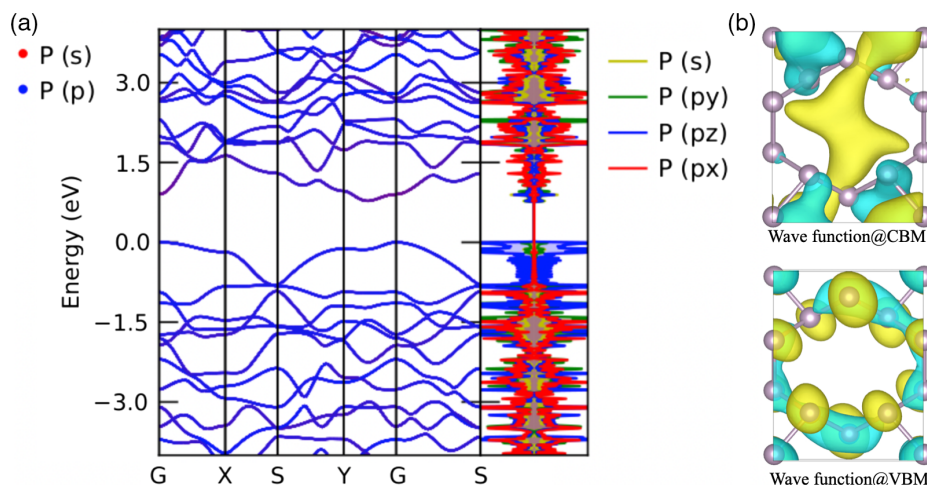 (a)
P (s)
P (p)
Energy (eV)
3.0
1.5
0.0
−1.5
−3.0
G X S Y G S
P (s)
P (py)
P (pz)
P (px)
(b)
Wave function@CBM
Wave function@VBM